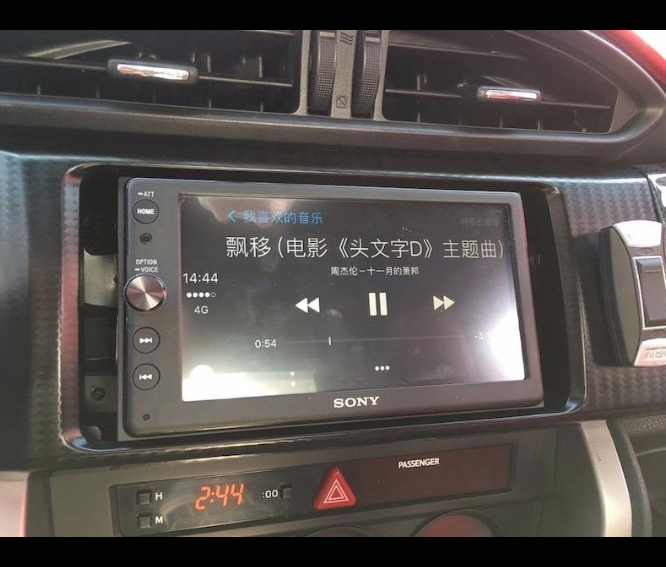 ATT
HOME
我喜欢的音乐
飘移(电影《头文字D》主题曲)
周杰伦-十一月的萧邦
OPTION
VOICE
14:44
4G
0:54
SONY
PASSENGER
H
2:44
:00
M